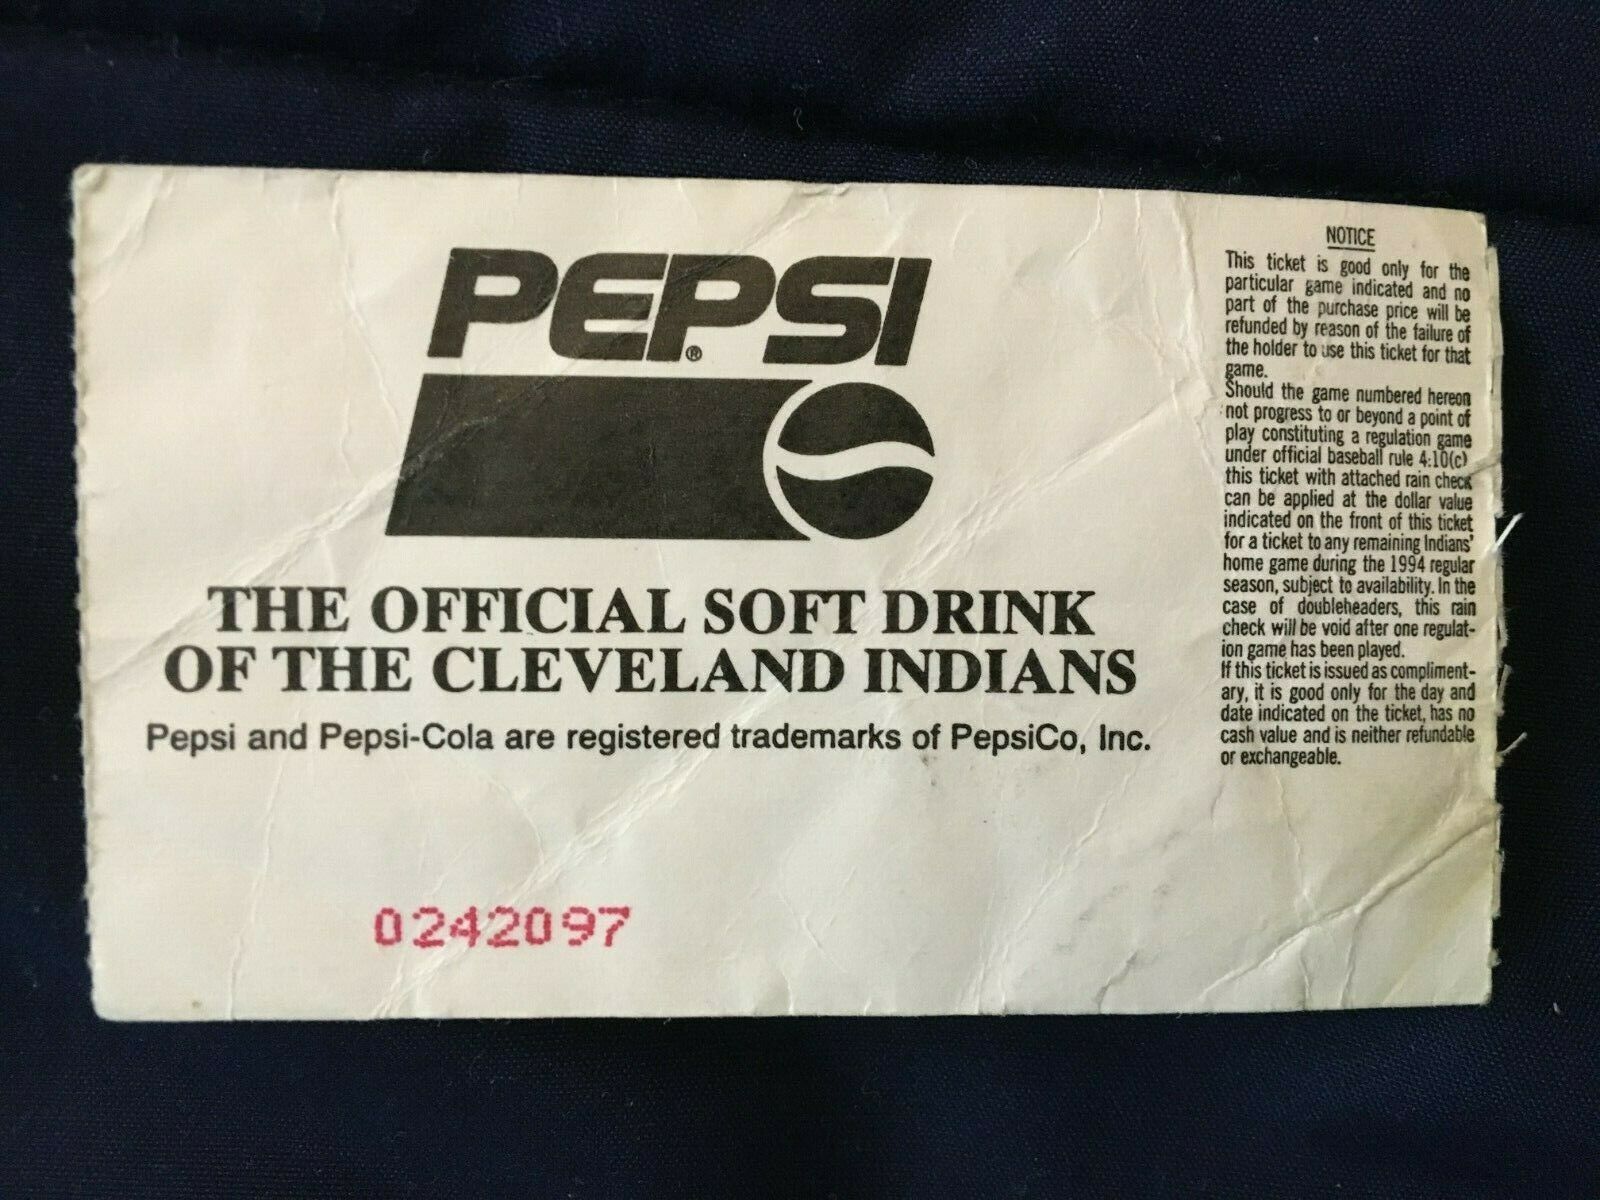 PEPSI®
THE OFFICIAL SOFT DRINK
OF THE CLEVELAND INDIANS
Pepsi and Pepsi-Cola are registered trademarks of PepsiCo, Inc.
0242097
NOTICE
This ticket is good only for the
particular game indicated and no
part of the purchase price will be
refunded by reason of the failure of
the holder to use this ticket for that
game.
Should the game numbered hereon
not progress to or beyond a point of
play constituting a regulation game
under official baseball rule 4:10(c)
this ticket with attached rain check
can be applied at the dollar value
indicated on the front of this ticket
for a ticket to any remaining Indians'
home game during the 1994 regular
season, subject to availability. In the
case of doubleheaders, this rain
check will be void after one regulat-
ion game has been played.
If this ticket is issued as compliment-
ary, it is good only for the day and
date indicated on the ticket, has no
cash value and is neither refundable
or exchangeable.